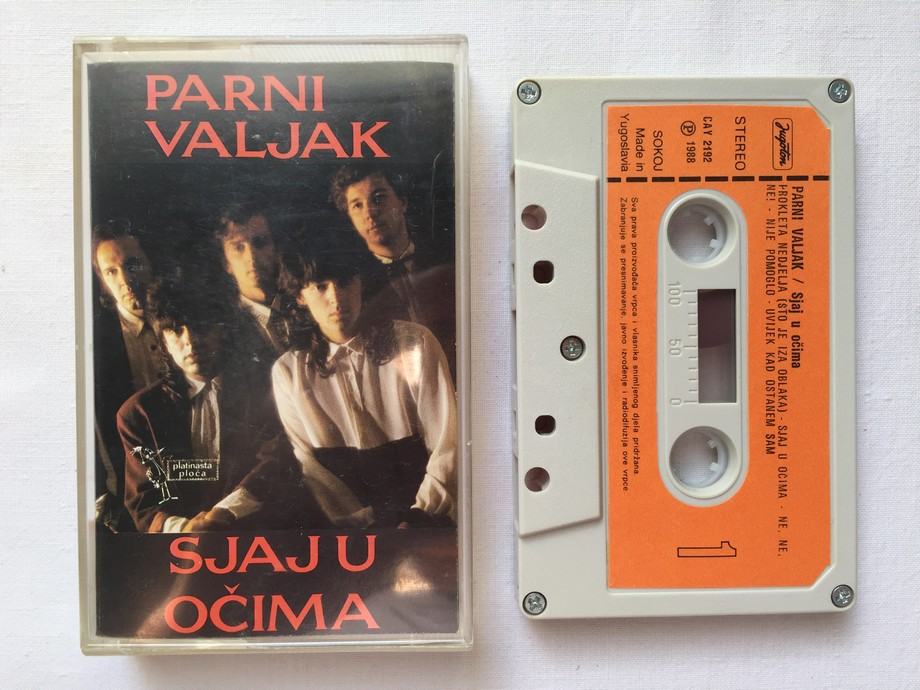 PARNI
VALJAK
platinasta
ploča
SJAJ U
OČIMA
Jugoton
STEREO
CAY 2192
Ⓟ 1988
SOKOJ
Made in
Yugoslavia
PARNI VALJAK / Sjaj u očima
PROKLETA NEDJELJA (ŠTO JE IZA OBLAKA) - SJAJ U OČIMA - NE, NE,
NE! - NIJE POMOGLO - UVIJEK KAD OSTANEM SAM
100 50 0
Sva prava proizvođača vrpca i vlasnika snimljenog djela pridržana.
Zabranjuje se presnimavanje, javno izvođenje i radiodifuzija ove vrpce
1